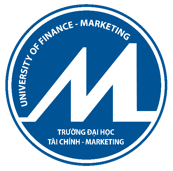 UNIVERSITY OF FINANCE - MARKETING
TRƯỜNG ĐẠI HỌC
TÀI CHÍNH - MARKETING